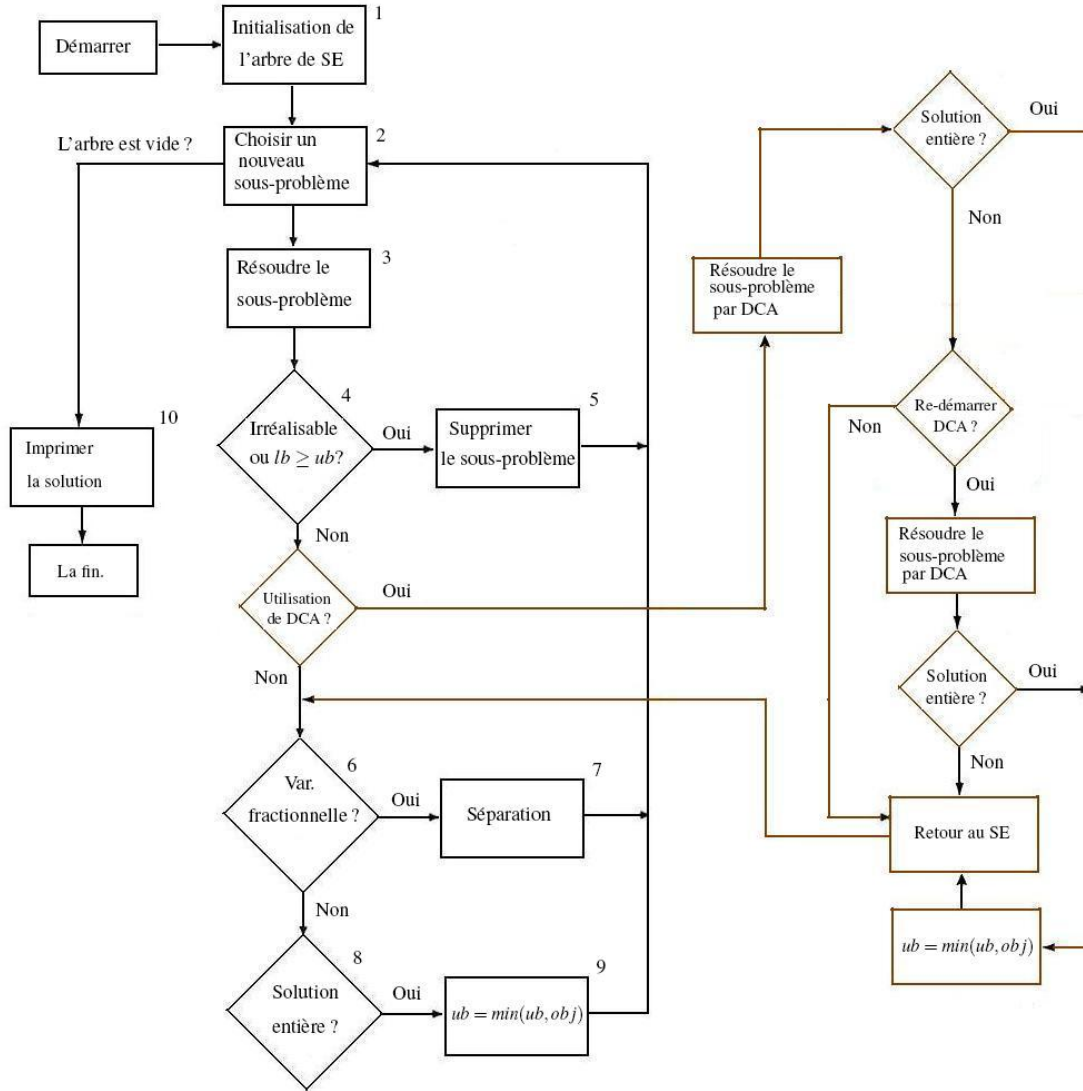 Démarrer
1
Initialisation de
l'arbre de SE
L'arbre est vide ?
2
Choisir un
nouveau
sous-problème
3
Résoudre le
sous-problème
4
Irréalisable
ou lb ≥ ub?
Oui
5
Supprimer
le sous-problème
Non
10
Imprimer
la solution
La fin.
Utilisation
de DCA ?
Oui
Non
6
Var.
fractionnelle ?
Oui
7
Séparation
Non
8
Solution
entière ?
Oui
9
ub = min(ub, obj)
Résoudre le
sous-problème
par DCA
Solution
entière ?
Oui
Non
Re-démarrer
DCA ?
Non
Oui
Résoudre le
sous-problème
par DCA
Solution
entière ?
Oui
Non
Retour au SE
ub = min(ub, obj)